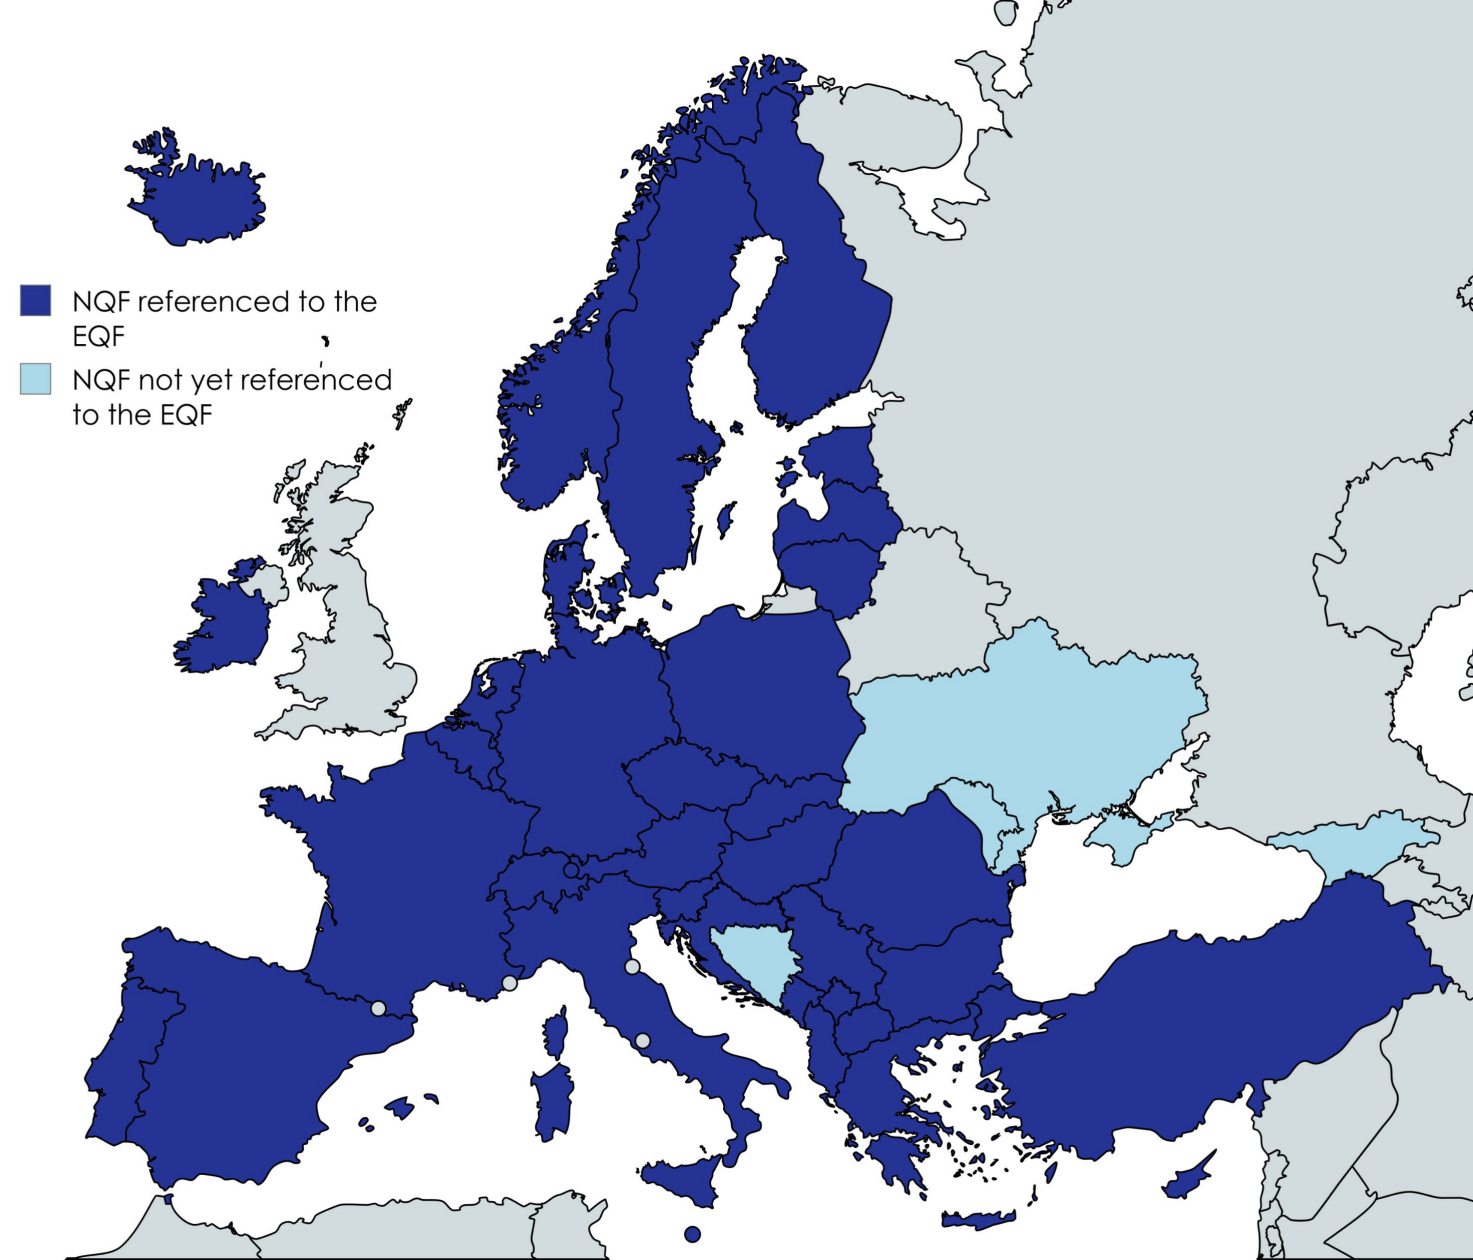 NQF referenced to the
EQF
NQF not yet referenced
to the EQF